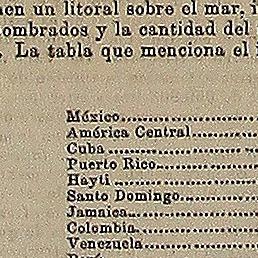 nen un litoral sobre el mar, i
ombrados y la cantidad del
. La tabla que menciona el i
México
América Central
Cuba
Puerto Rico
Hayti
Santo Domingo
Jamaica
Colombia
Venezuela